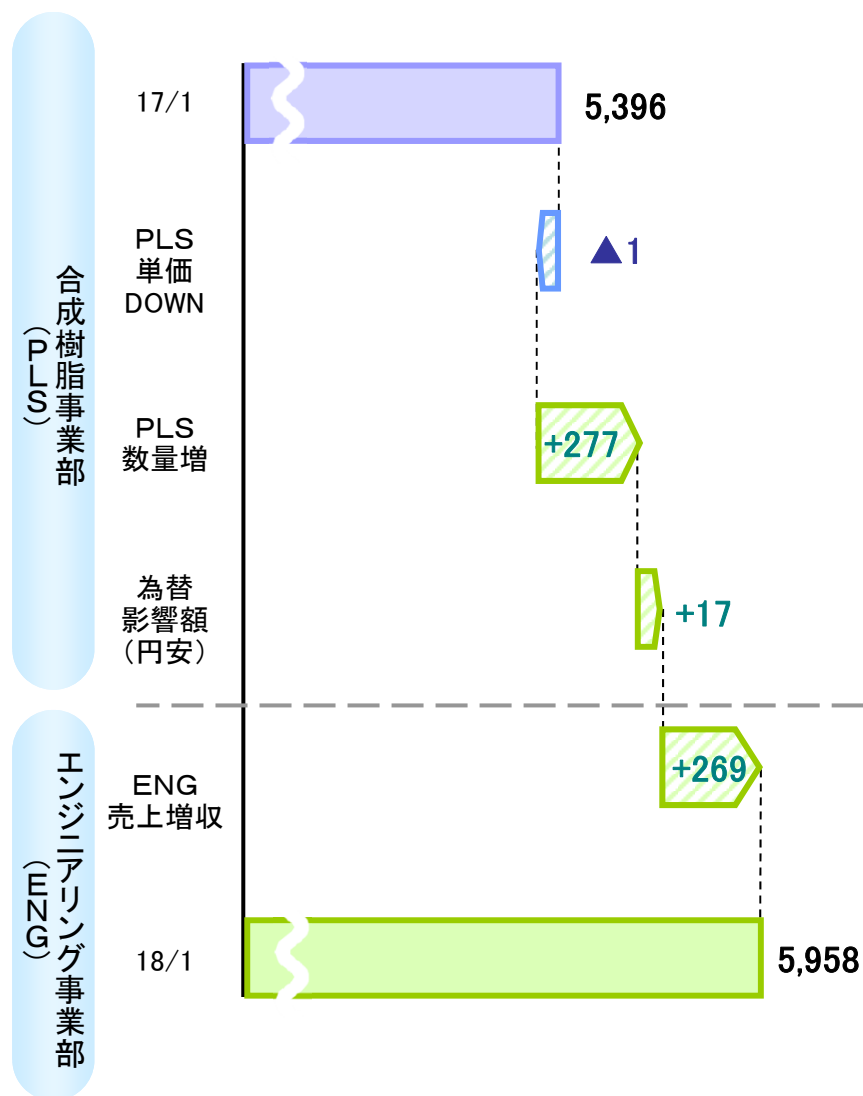 合成樹脂事業部
（ＰＬＳ）
17/1
5,396
ＰＬＳ
単価
DOWN
▲1
ＰＬＳ
数量増
+277
為替
影響額
（円安）
+17
エンジニアリング事業部
（ＥＮＧ）
ＥＮＧ
売上増収
+269
18/1
5,958